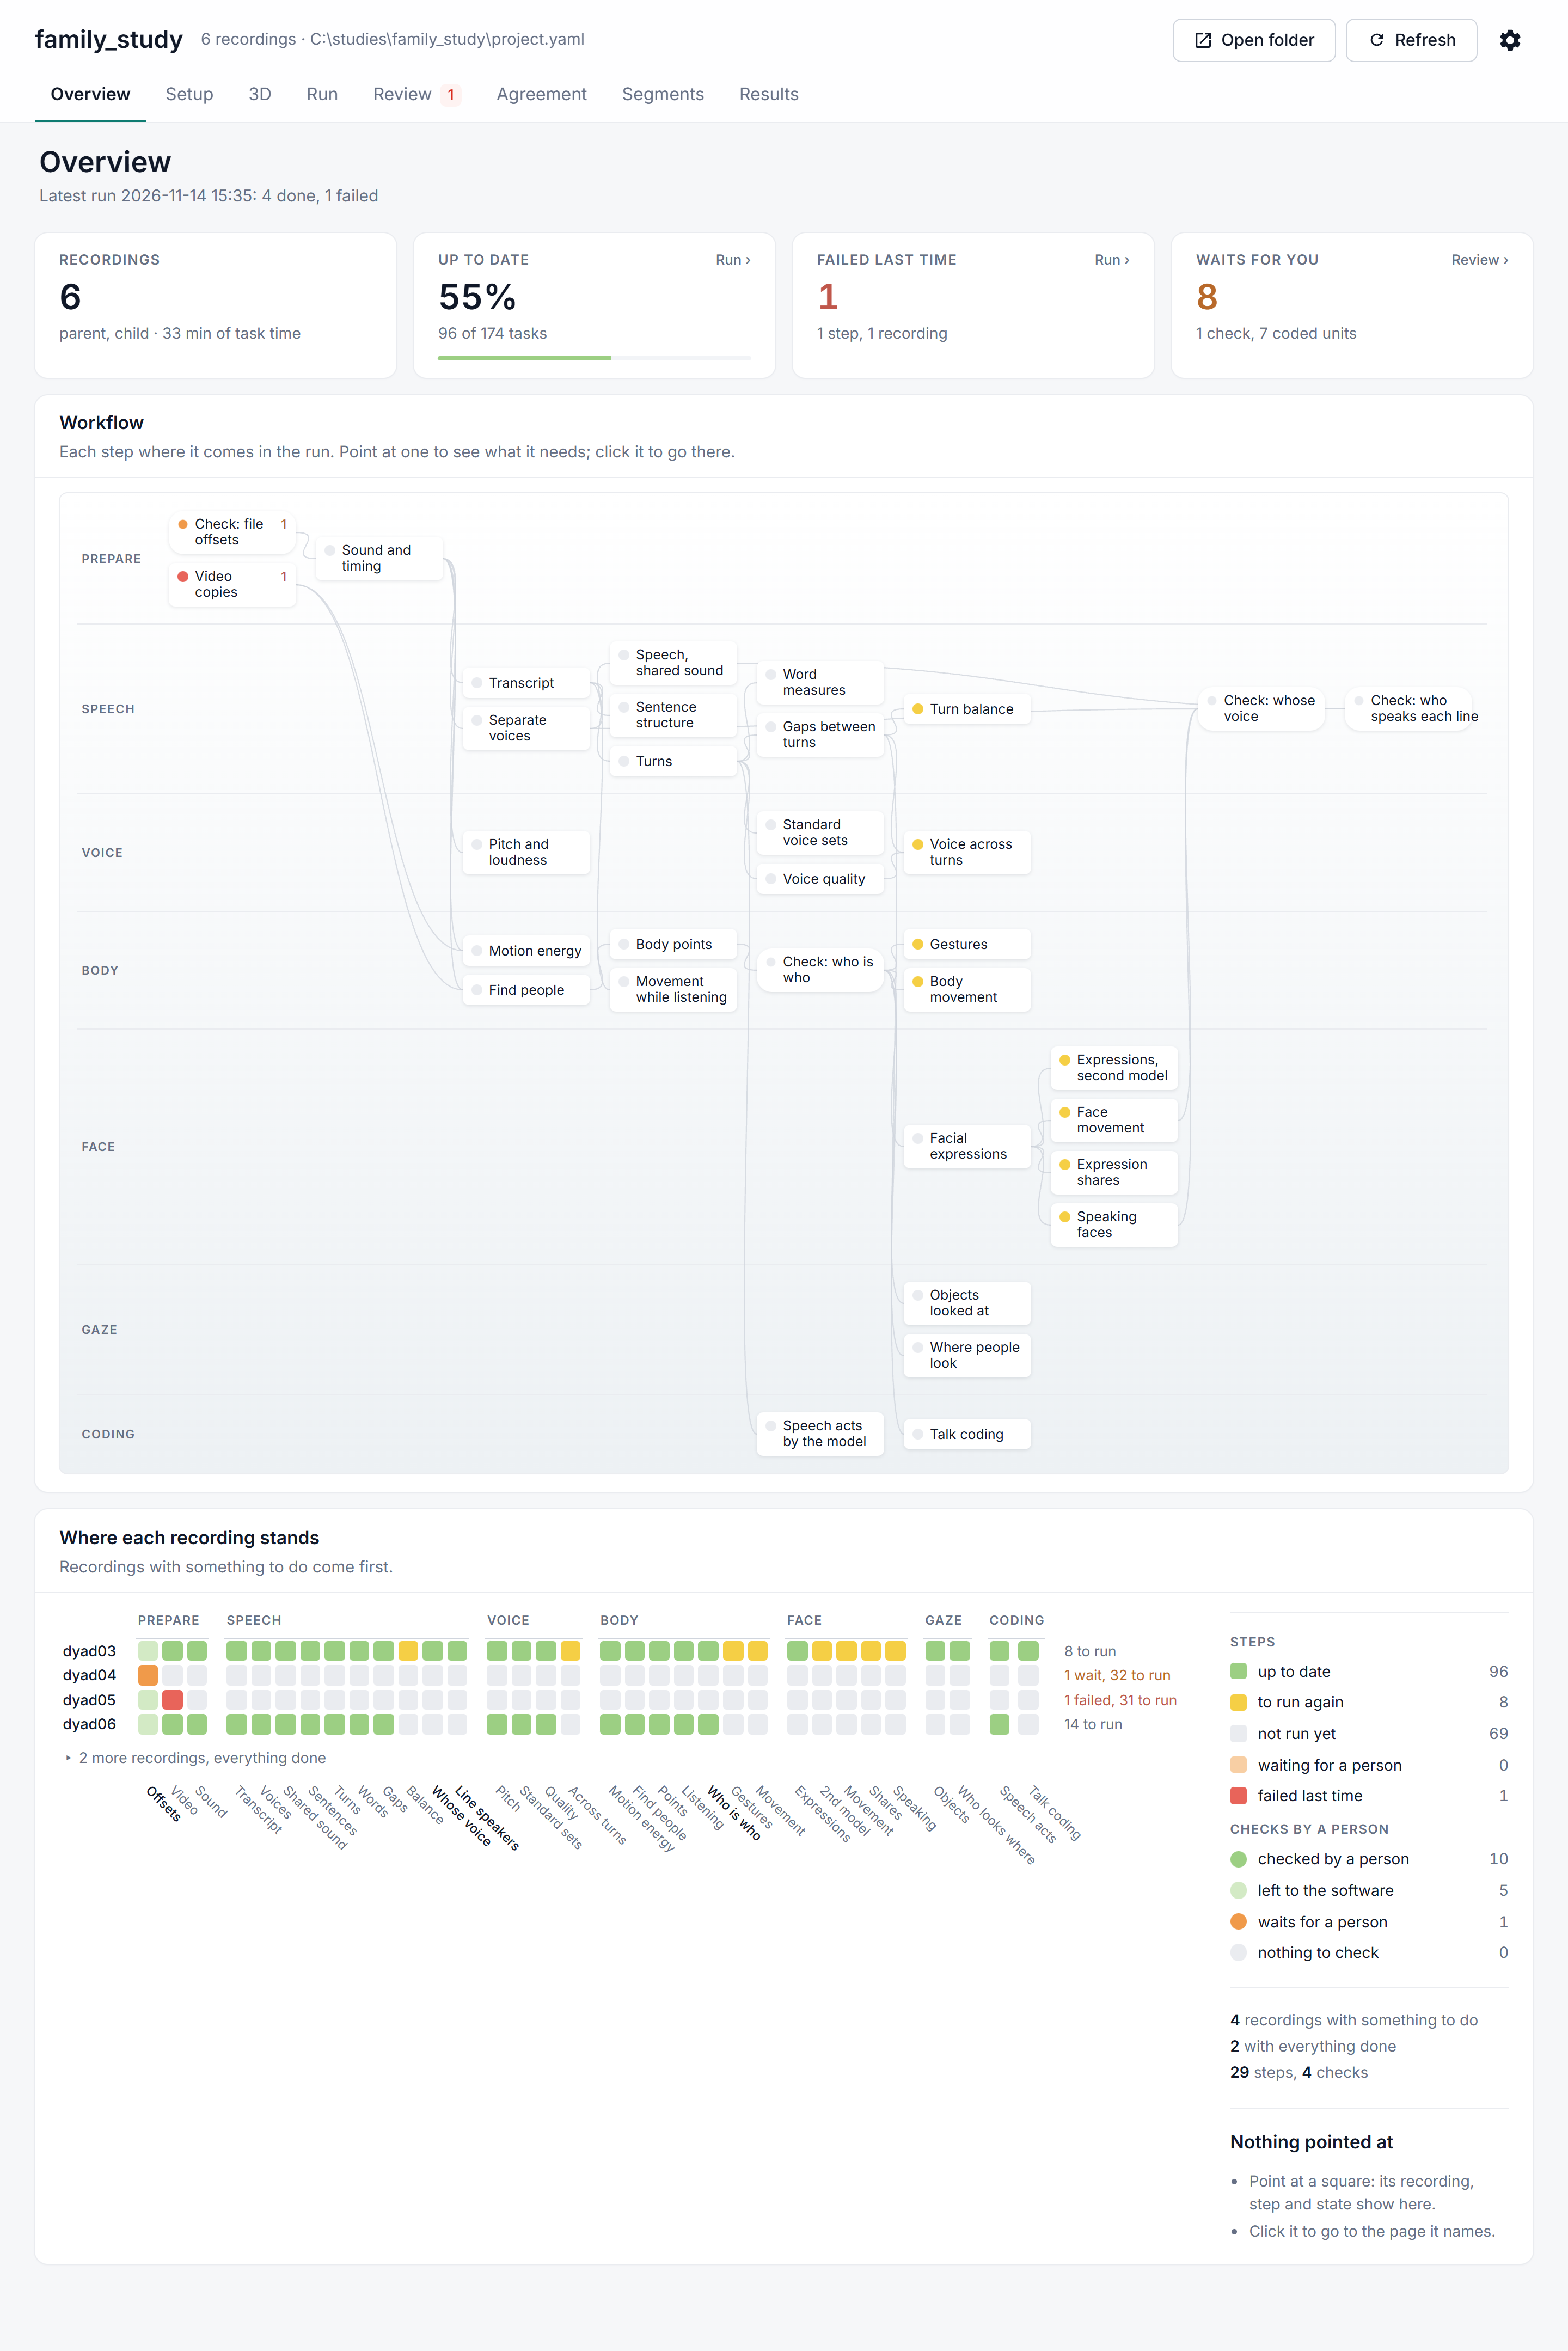 family_study
6 recordings · C:\studies\family_study\project.yaml
Open folder
Refresh
Overview
Setup
3D
Run
Review 1
Agreement
Segments
Results
Overview
Latest run 2026-11-14 15:35: 4 done, 1 failed
RECORDINGS
6
parent, child · 33 min of task time
UP TO DATE
Run ›
55%
96 of 174 tasks
FAILED LAST TIME
Run ›
1
1 step, 1 recording
WAITS FOR YOU
Review ›
8
1 check, 7 coded units
Workflow
Each step where it comes in the run. Point at one to see what it needs; click it to go there.
PREPARE
Check: file
offsets
1
Video
copies
1
Sound and
timing
SPEECH
Transcript
Separate
voices
Speech,
shared sound
Sentence
structure
Turns
Word
measures
Gaps between
turns
Turn balance
Check: whose
voice
Check: who
speaks each line
VOICE
Pitch and
loudness
Standard
voice sets
Voice quality
Voice across
turns
BODY
Motion energy
Find people
Body points
Movement
while listening
Check: who is
who
Gestures
Body
movement
FACE
Facial
expressions
Expressions,
second model
Face
movement
Expression
shares
Speaking
faces
GAZE
Objects
looked at
Where people
look
CODING
Speech acts
by the model
Talk coding
Where each recording stands
Recordings with something to do come first.
PREPARE
SPEECH
VOICE
BODY
FACE
GAZE
CODING
dyad03
8 to run
dyad04
1 wait, 32 to run
dyad05
1 failed, 31 to run
dyad06
14 to run
▸ 2 more recordings, everything done
Offsets
Video
Sound
Transcript
Voices
Shared sound
Sentences
Turns
Words
Gaps
Balance
Whose voice
Line speakers
Pitch
Standard sets
Quality
Across turns
Motion energy
Find people
Points
Listening
Who is who
Gestures
Movement
Expressions
2nd model
Movement
Shares
Speaking
Objects
Who looks where
Speech acts
Talk coding
STEPS
up to date 96
to run again 8
not run yet 69
waiting for a person 0
failed last time 1
CHECKS BY A PERSON
checked by a person 10
left to the software 5
waits for a person 1
nothing to check 0
4 recordings with something to do
2 with everything done
29 steps, 4 checks
Nothing pointed at
• Point at a square: its recording,
step and state show here.
• Click it to go to the page it names.